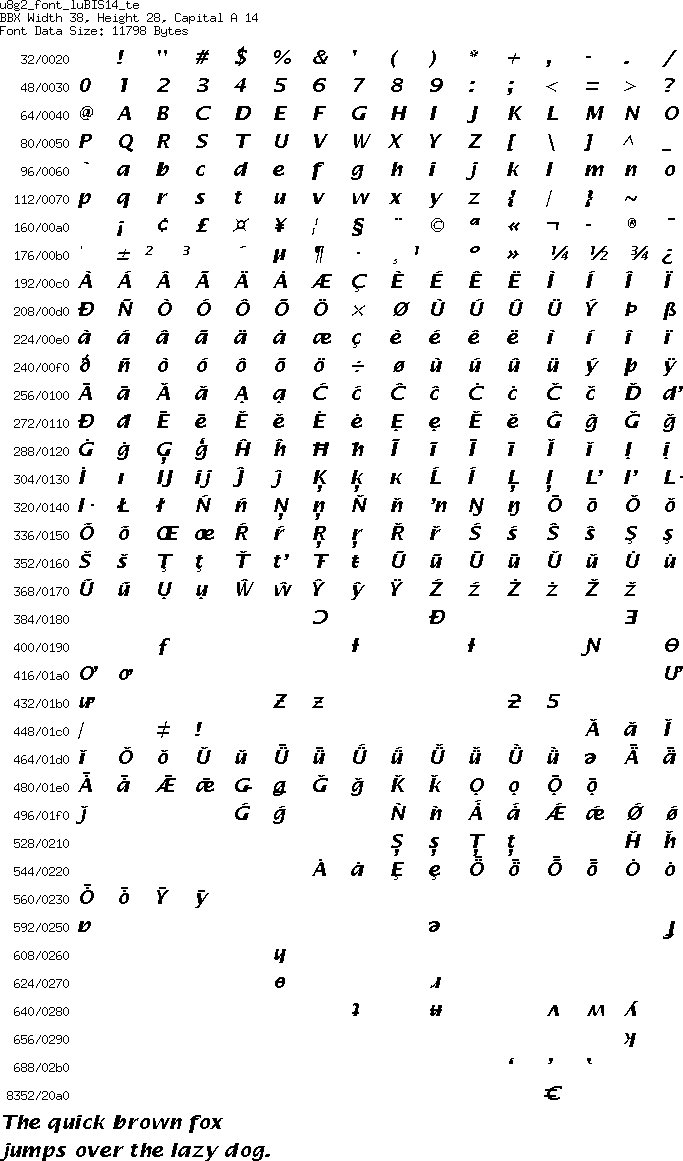 u8g2_font_luBIS14_te
BBX Width 38, Height 28, Capital A 14
Font Data Size: 11798 Bytes
32/0020 ! " # $ % & ' ( ) * + , - . /
48/0030 0 1 2 3 4 5 6 7 8 9 : ; < = > ?
64/0040 @ A B C D E F G H I J K L M N O
80/0050 P Q R S T U V W X Y Z [ \ ] ^ _
96/0060 ` a b c d e f g h i j k l m n o
112/0070 p q r s t u v w x y z { | } ~
160/00a0 ¡ ¢ £ ¤ ¥ ¦ § ¨ © ª « ¬ - ® ¯
176/00b0 ° ± ² ³ ´ µ ¶ · ¸ ¹ º » ¼ ½ ¾ ¿
192/00c0 À Á Â Ã Ä Å Æ Ç È É Ê Ë Ì Í Î Ï
208/00d0 Ð Ñ Ò Ó Ô Õ Ö × Ø Ù Ú Û Ü Ý Þ ß
224/00e0 à á â ã ä å æ ç è é ê ë ì í î ï
240/00f0 ð ñ ò ó ô õ ö ÷ ø ù ú û ü ý þ ÿ
256/0100 Ā ā Ă ă Ą ą Ć ć Ĉ ĉ Ċ ċ Č č Ď ď
272/0110 Đ đ Ē ē Ĕ ĕ Ė ė Ę ę Ě ě Ĝ ĝ Ğ ğ
288/0120 Ġ ġ Ģ ģ Ĥ ĥ Ħ ħ Ĩ ĩ Ī ī Ĭ ĭ Į į
304/0130 İ ı Ĳ ĳ Ĵ ĵ Ķ ķ ĸ Ĺ ĺ Ļ ļ Ľ ľ Ŀ
320/0140 ŀ Ł ł Ń ń Ņ ņ Ň ň ŉ Ŋ ŋ Ō ō Ŏ ŏ
336/0150 Ő ő Œ œ Ŕ ŕ Ŗ ŗ Ř ř Ś ś Ŝ ŝ Ş ş
352/0160 Š š Ţ ţ Ť ť Ŧ ŧ Ũ ũ Ū ū Ŭ ŭ Ů ů
368/0170 Ű ű Ų ų Ŵ ŵ Ŷ ŷ Ÿ Ź ź Ż ż Ž ž
384/0180 Ɔ Ɖ Ǝ
400/0190 ƒ Ɨ ƚ Ɲ Ɵ
416/01a0 Ơ ơ Ư
432/01b0 ư Ƶ ƶ ƻ Ƽ
448/01c0 ǀ ǂ ǃ Ǎ ǎ Ǐ
464/01d0 ǐ Ǒ ǒ Ǔ ǔ Ǖ ǖ Ǘ ǘ Ǚ ǚ Ǜ ǜ ǝ Ǟ ǟ
480/01e0 Ǡ ǡ Ǣ ǣ Ǥ ǥ Ǧ ǧ Ǩ ǩ Ǫ ǫ Ǭ ǭ
496/01f0 ǰ Ǵ ǵ Ǹ ǹ Ǻ ǻ Ǽ ǽ Ǿ ǿ
528/0210 Ș ș Ț ț Ȟ ȟ
544/0220 Ȧ ȧ Ȩ ȩ Ȫ ȫ Ȭ ȭ Ȯ ȯ
560/0230 Ȱ ȱ Ȳ ȳ
592/0250 ɒ ə ɟ
608/0260 ɥ
624/0270 ɵ ɹ
640/0280 ʇ ʉ ʌ ʍ ʎ
656/0290 ʞ
688/02b0 ʻ ʼ ʽ
8352/20a0 €
The quick brown fox
jumps over the lazy dog.